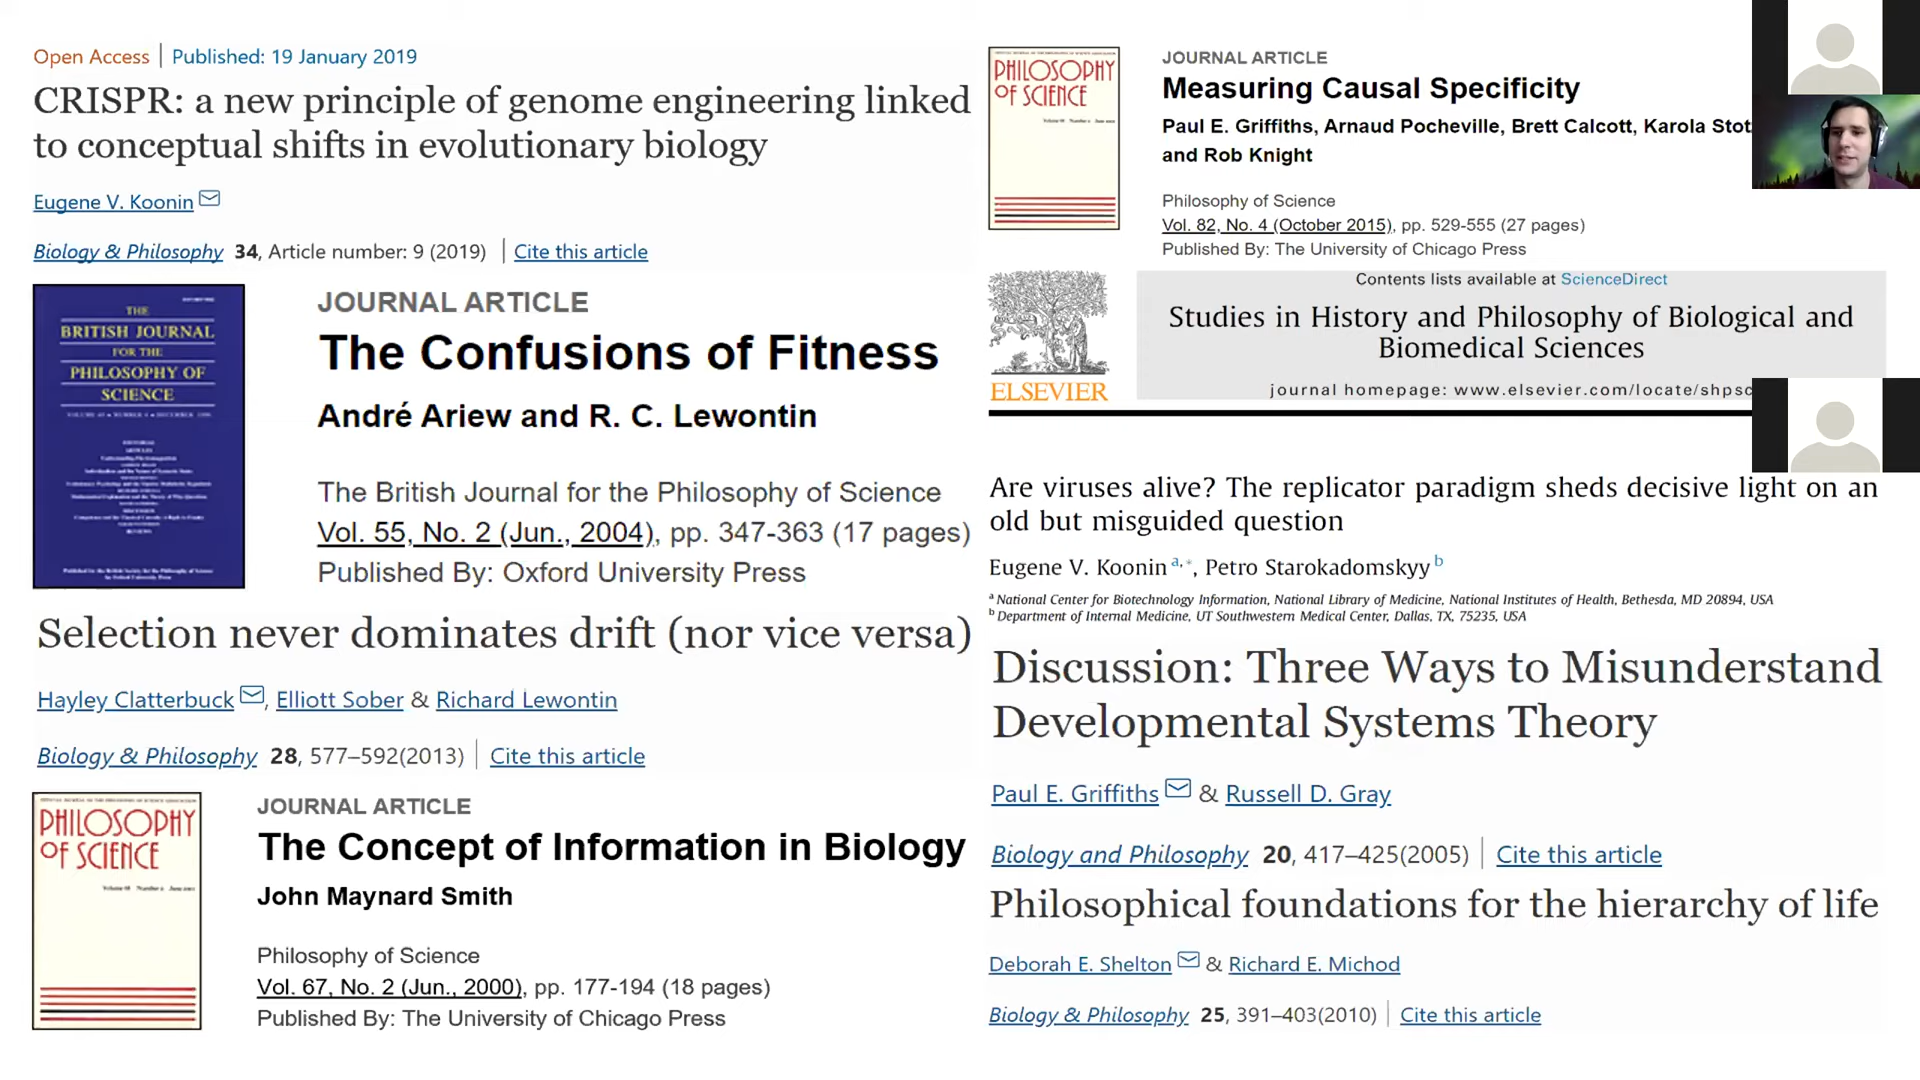 Open Access | Published: 19 January 2019
CRISPR: a new principle of genome engineering linked
to conceptual shifts in evolutionary biology
Eugene V. Koonin
Biology & Philosophy 34, Article number: 9 (2019) | Cite this article
THE
BRITISH JOURNAL
FOR THE
PHILOSOPHY OF
SCIENCE
JOURNAL ARTICLE
The Confusions of Fitness
André Ariew and R. C. Lewontin
The British Journal for the Philosophy of Science
Vol. 55, No. 2 (Jun., 2004), pp. 347-363 (17 pages)
Published By: Oxford University Press
Selection never dominates drift (nor vice versa)
Hayley Clatterbuck, Elliott Sober & Richard Lewontin
Biology & Philosophy 28, 577–592(2013) | Cite this article
PHILOSOPHY
OF SCIENCE
JOURNAL ARTICLE
The Concept of Information in Biology
John Maynard Smith
Philosophy of Science
Vol. 67, No. 2 (Jun., 2000), pp. 177-194 (18 pages)
Published By: The University of Chicago Press
PHILOSOPHY
OF SCIENCE
JOURNAL ARTICLE
Measuring Causal Specificity
Paul E. Griffiths, Arnaud Pocheville, Brett Calcott, Karola Stot
and Rob Knight
Philosophy of Science
Vol. 82, No. 4 (October 2015), pp. 529-555 (27 pages)
Published By: The University of Chicago Press
ELSEVIER
Contents lists available at ScienceDirect
Studies in History and Philosophy of Biological and
Biomedical Sciences
journal homepage: www.elsevier.com/locate/shpsc
Are viruses alive? The replicator paradigm sheds decisive light on an
old but misguided question
Eugene V. Koonin a,*, Petro Starokadomskyy b
a National Center for Biotechnology Information, National Library of Medicine, National Institutes of Health, Bethesda, MD 20894, USA
b Department of Internal Medicine, UT Southwestern Medical Center, Dallas, TX, 75235, USA
Discussion: Three Ways to Misunderstand
Developmental Systems Theory
Paul E. Griffiths & Russell D. Gray
Biology and Philosophy 20, 417–425(2005) | Cite this article
Philosophical foundations for the hierarchy of life
Deborah E. Shelton & Richard E. Michod
Biology & Philosophy 25, 391–403(2010) | Cite this article